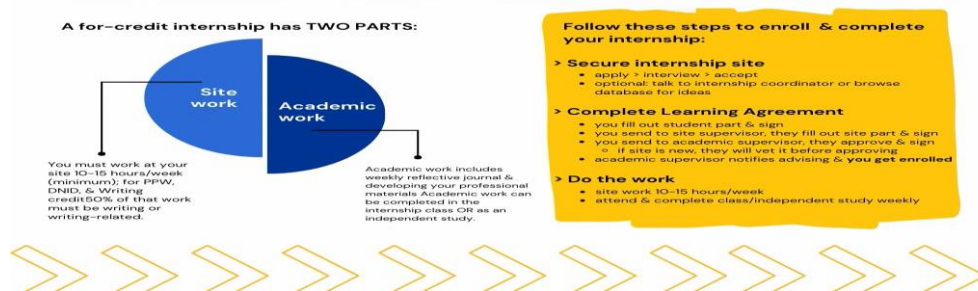 A for-credit internship has TWO PARTS:
Site
work
Academic
work
You must work at your
site 10-15 hours/week
(minimum); for PPW,
DNID, & Writing
credit50% of that work
must be writing or
writing-related.
Academic work includes
weekly reflective journal &
developing your professional
materials Academic work can
be completed in the
internship class OR as an
independent study.
Follow these steps to enroll & complete
your internship:
> Secure internship site
• apply > interview > accept
• optional: talk to internship coordinator or browse
database for ideas
> Complete Learning Agreement
• you fill out student part & sign
• you send to site supervisor, they fill out site part & sign
• you send to academic supervisor, they approve & sign
○ if site is new, they will vet it before approving
• academic supervisor notifies advising & you get enrolled
> Do the work
• site work 10-15 hours/week
• attend & complete class/independent study weekly